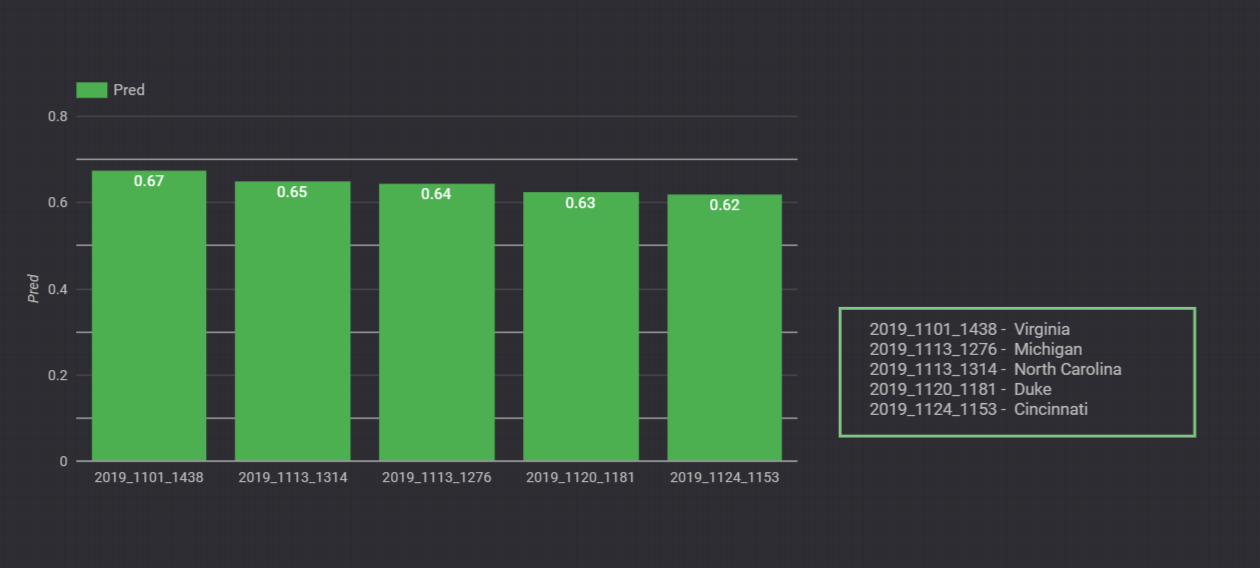 Pred
0.8
0.6
0.4
0.2
0
Pred
0.67
0.65
0.64
0.63
0.62
2019_1101_1438
2019_1113_1314
2019_1113_1276
2019_1120_1181
2019_1124_1153
2019_1101_1438 - Virginia
2019_1113_1276 - Michigan
2019_1113_1314 - North Carolina
2019_1120_1181 - Duke
2019_1124_1153 - Cincinnati